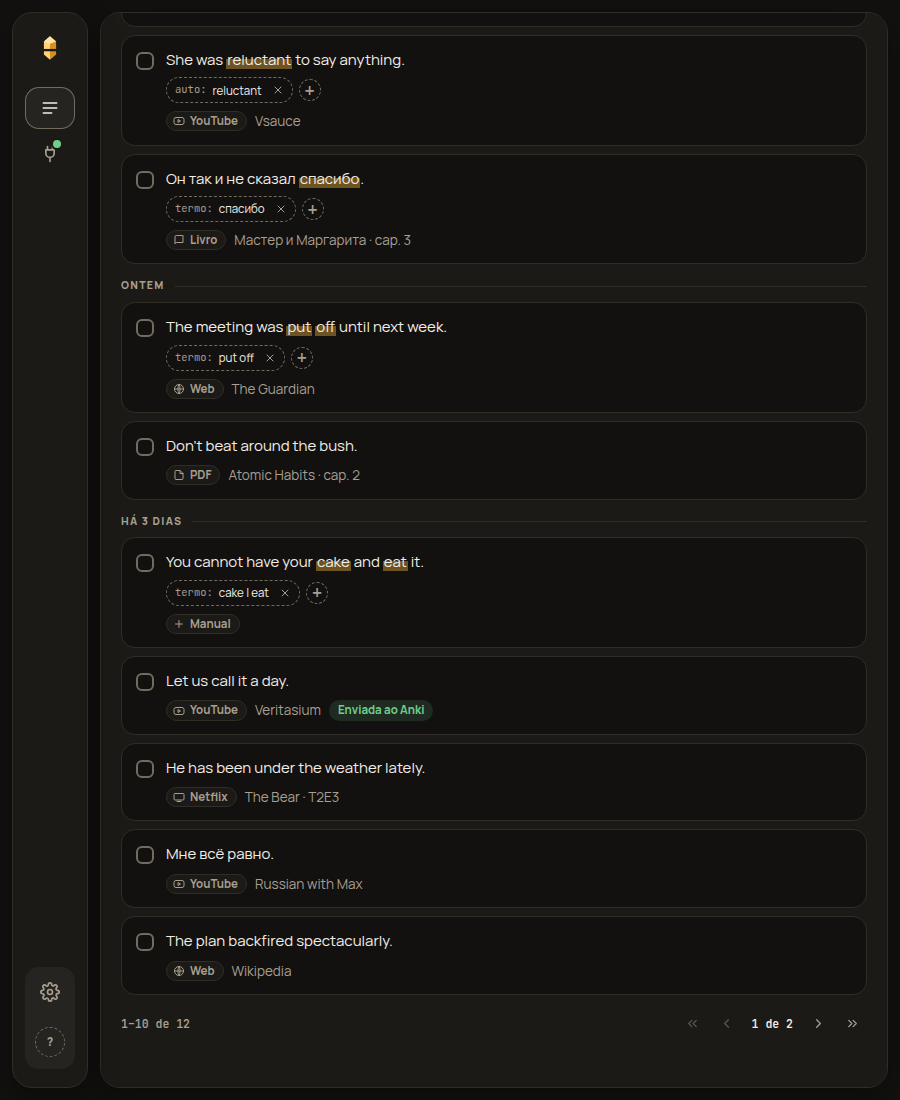 She was reluctant to say anything.
auto: reluctant × +
YouTube Vsauce
Он так и не сказал спасибо.
termo: спасибо × +
Livro Мастер и Маргарита · cap. 3
ONTEM
The meeting was put off until next week.
termo: put off × +
Web The Guardian
Don't beat around the bush.
PDF Atomic Habits · cap. 2
HÁ 3 DIAS
You cannot have your cake and eat it.
termo: cake | eat × +
+ Manual
Let us call it a day.
YouTube Veritasium Enviada ao Anki
He has been under the weather lately.
Netflix The Bear · T2E3
Мне всё равно.
YouTube Russian with Max
The plan backfired spectacularly.
Web Wikipedia
?
1–10 de 12 « ‹ 1 de 2 › »